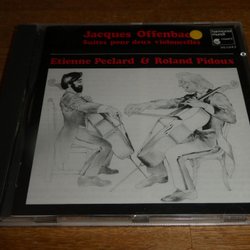 Jacques Offenbach
Suites pour deux violoncelles
Etienne Peclard & Roland Pidoux
harmonia
mundi